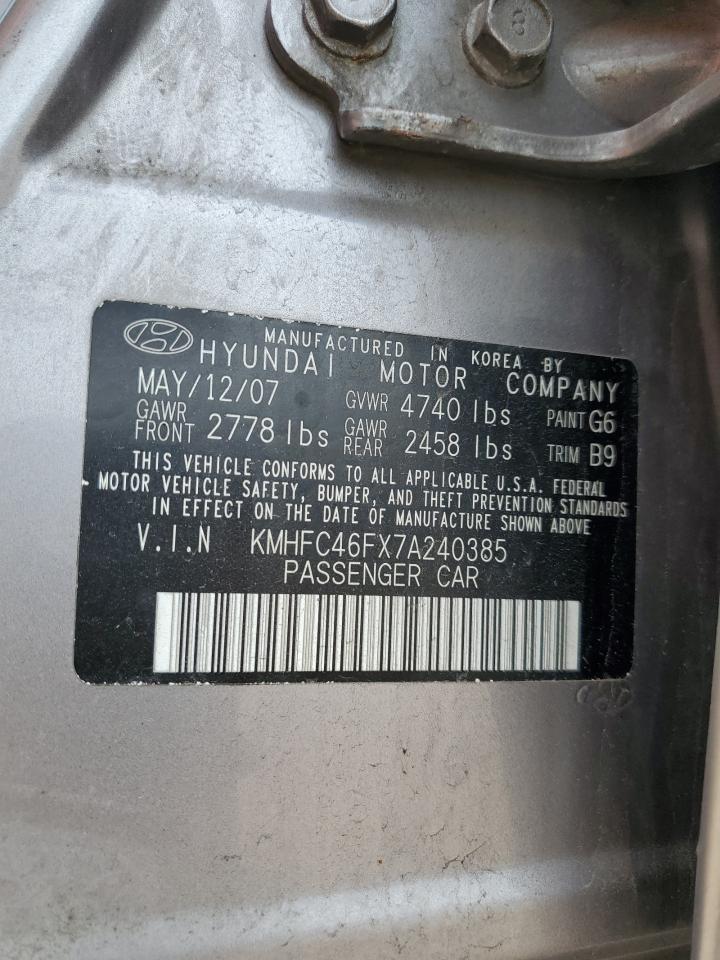 MANUFACTURED IN KOREA BY
HYUNDAI MOTOR COMPANY
MAY/12/07 GVWR 4740 lbs PAINT G6
GAWR FRONT 2778 lbs GAWR REAR 2458 lbs TRIM B9
THIS VEHICLE CONFORMS TO ALL APPLICABLE U.S.A. FEDERAL
MOTOR VEHICLE SAFETY, BUMPER, AND THEFT PREVENTION STANDARDS
IN EFFECT ON THE DATE OF MANUFACTURE SHOWN ABOVE
V.I.N KMHFC46FX7A240385
PASSENGER CAR
8